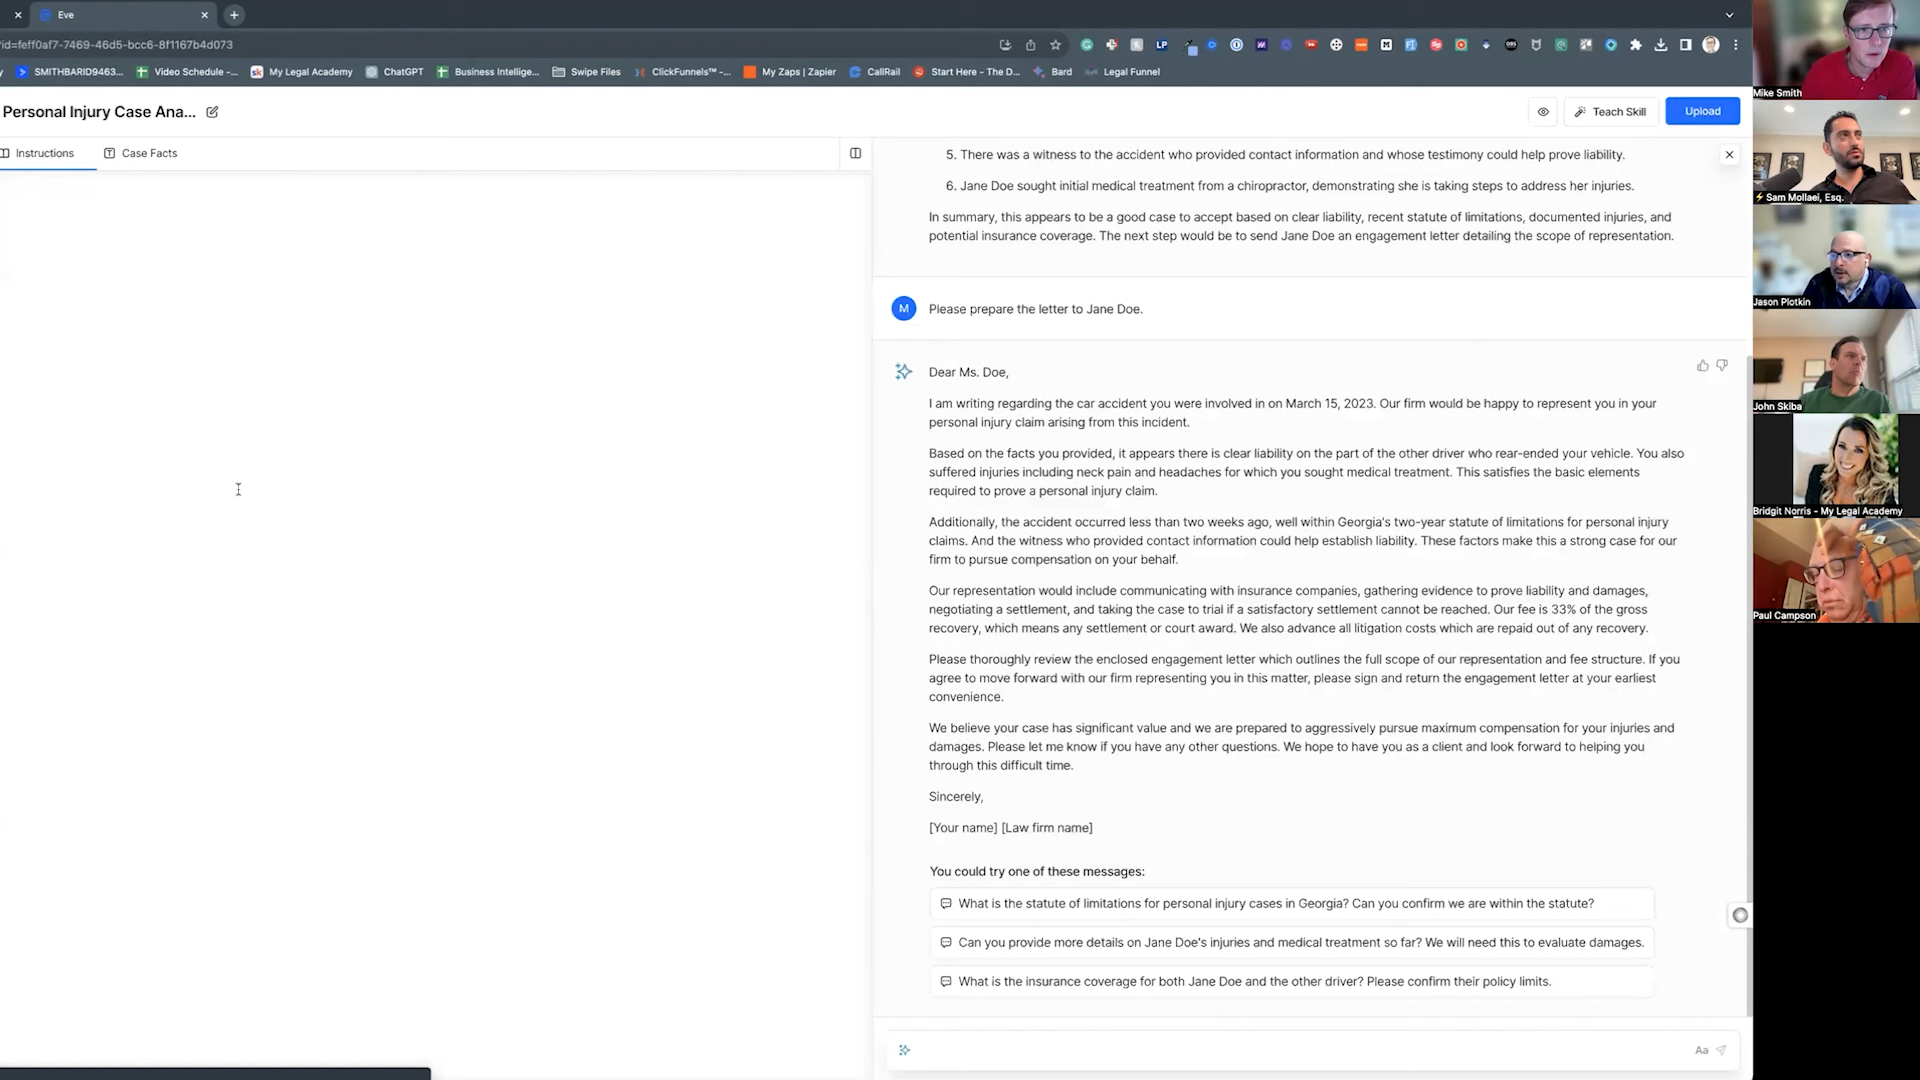 Eve
?id=feff0af7-7469-46d5-bcc6-8f1167b4d073
SMITHBARID9463...
Video Schedule -...
My Legal Academy
ChatGPT
Business Intellige...
Swipe Files
ClickFunnels™ -...
My Zaps | Zapier
CallRail
Start Here - The D...
Bard
Legal Funnel
Personal Injury Case Ana...
Teach Skill
Upload
Instructions
Case Facts
5. There was a witness to the accident who provided contact information and whose testimony could help prove liability.
6. Jane Doe sought initial medical treatment from a chiropractor, demonstrating she is taking steps to address her injuries.
In summary, this appears to be a good case to accept based on clear liability, recent statute of limitations, documented injuries, and
potential insurance coverage. The next step would be to send Jane Doe an engagement letter detailing the scope of representation.
M
Please prepare the letter to Jane Doe.
Dear Ms. Doe,
I am writing regarding the car accident you were involved in on March 15, 2023. Our firm would be happy to represent you in your
personal injury claim arising from this incident.
Based on the facts you provided, it appears there is clear liability on the part of the other driver who rear-ended your vehicle. You also
suffered injuries including neck pain and headaches for which you sought medical treatment. This satisfies the basic elements
required to prove a personal injury claim.
Additionally, the accident occurred less than two weeks ago, well within Georgia's two-year statute of limitations for personal injury
claims. And the witness who provided contact information could help establish liability. These factors make this a strong case for our
firm to pursue compensation on your behalf.
Our representation would include communicating with insurance companies, gathering evidence to prove liability and damages,
negotiating a settlement, and taking the case to trial if a satisfactory settlement cannot be reached. Our fee is 33% of the gross
recovery, which means any settlement or court award. We also advance all litigation costs which are repaid out of any recovery.
Please thoroughly review the enclosed engagement letter which outlines the full scope of our representation and fee structure. If you
agree to move forward with our firm representing you in this matter, please sign and return the engagement letter at your earliest
convenience.
We believe your case has significant value and we are prepared to aggressively pursue maximum compensation for your injuries and
damages. Please let me know if you have any other questions. We hope to have you as a client and look forward to helping you
through this difficult time.
Sincerely,
[Your name] [Law firm name]
You could try one of these messages:
What is the statute of limitations for personal injury cases in Georgia? Can you confirm we are within the statute?
Can you provide more details on Jane Doe's injuries and medical treatment so far? We will need this to evaluate damages.
What is the insurance coverage for both Jane Doe and the other driver? Please confirm their policy limits.
Aa
Mike Smith
Sam Mollaei, Esq.
Jason Plotkin
John Skiba
Bridgit Norris - My Legal Academy
Paul Campson